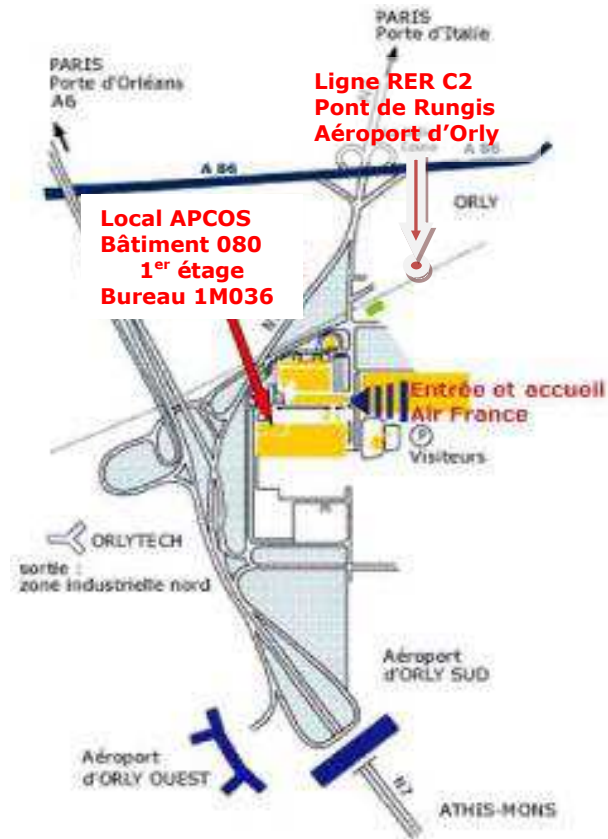 PARIS
Porte d'Italie
PARIS
Porte d'Orléans
A6
Ligne RER C2
Pont de Rungis
Aéroport d'Orly
A 86
A 86
ORLY
Local APCOS
Bâtiment 080
1er étage
Bureau 1M036
Entrée et accueil
Air France
P
Visiteurs
ORLYTECH
sortie :
zone industrielle nord
Aéroport
d'ORLY SUD
Aéroport
d'ORLY OUEST
N7
ATHIS-MONS